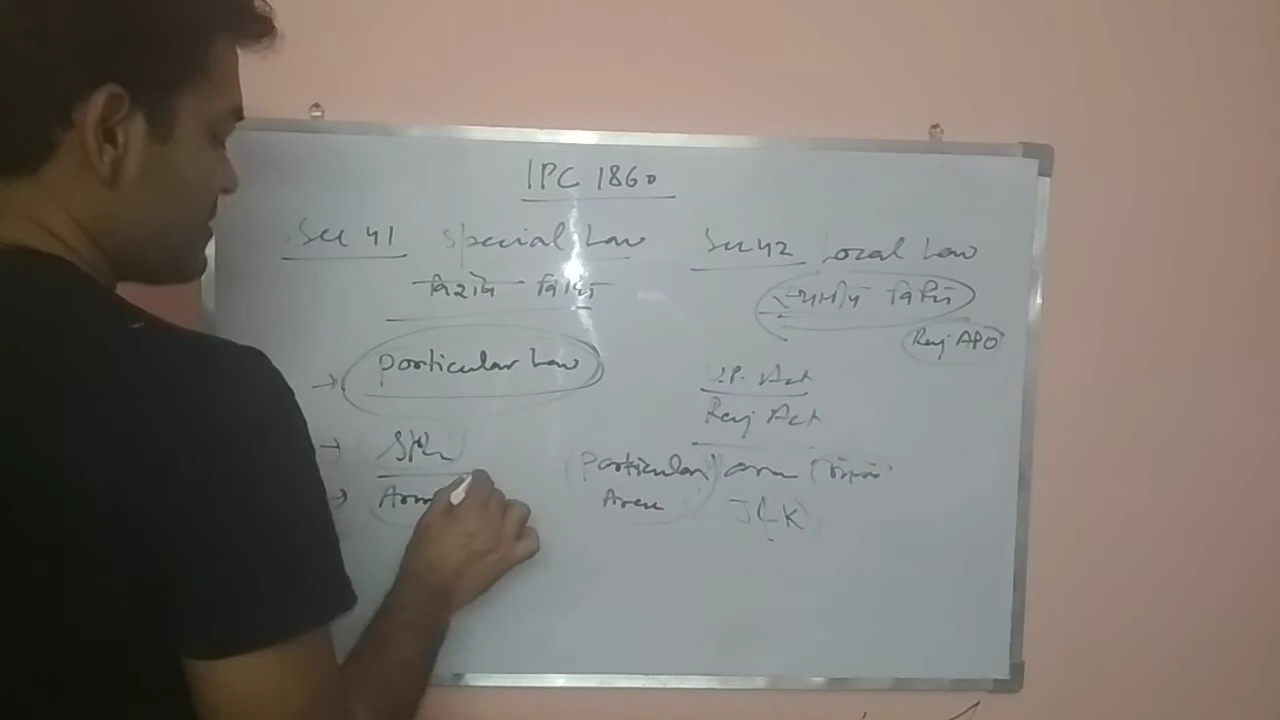 IPC 1860
Sec 41 Special Law
विशेष विधि
Particular Law
Sec 42 Local Law
स्थानीय विधि
Raj. APO
U.P. Act
Raj Act
(Particular)
Area
J&K